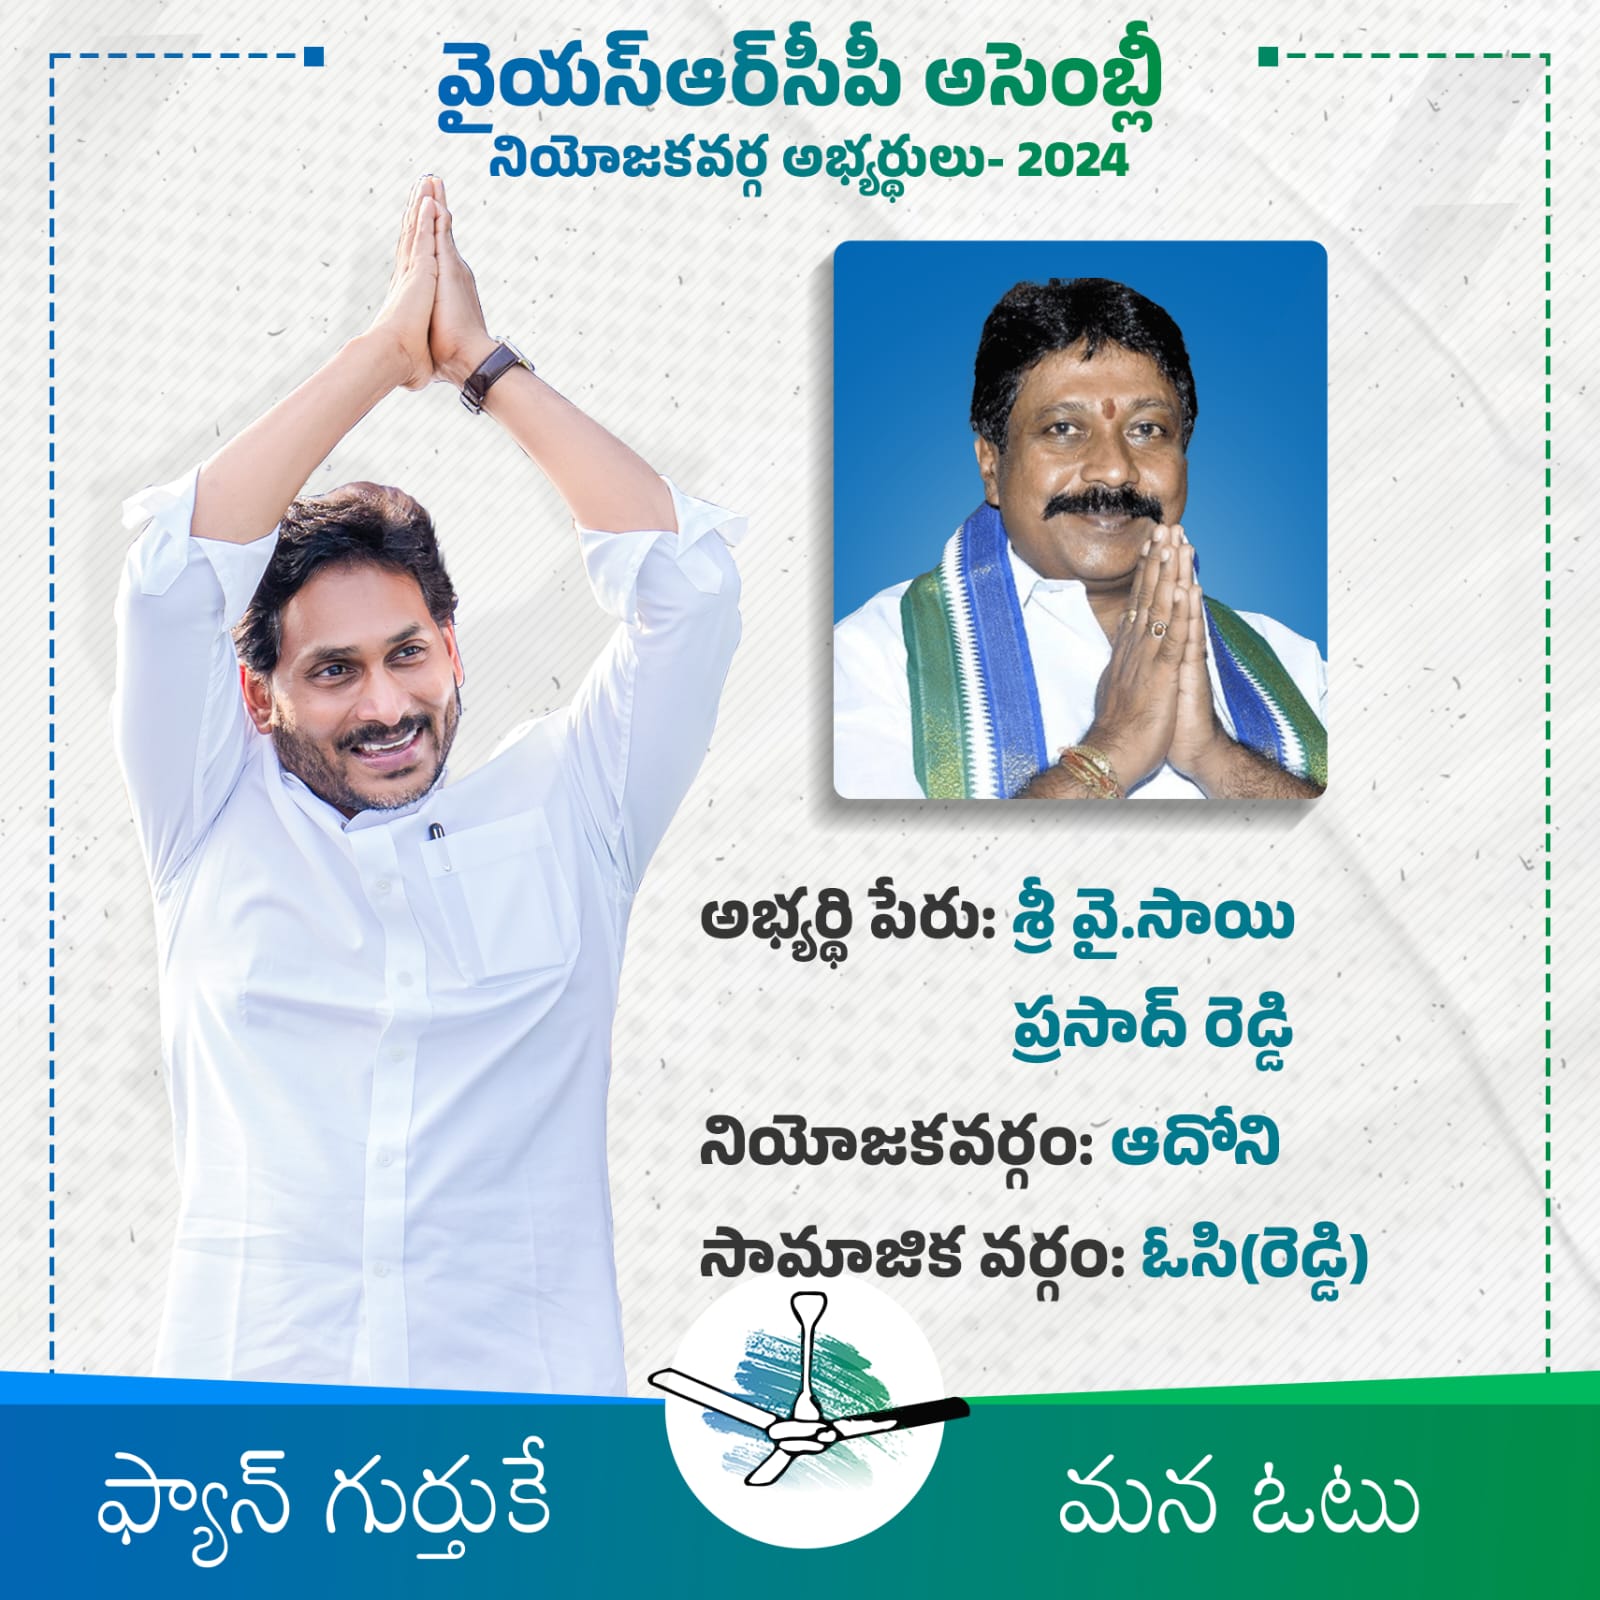 వైయస్ఆర్‌సీపీ అసెంబ్లీ
నియోజకవర్గ అభ్యర్థులు- 2024
అభ్యర్థి పేరు: శ్రీ వై.సాయి
ప్రసాద్ రెడ్డి
నియోజకవర్గం: ఆదోని
సామాజిక వర్గం: ఓసి(రెడ్డి)
ఫ్యాన్ గుర్తుకే మన ఓటు